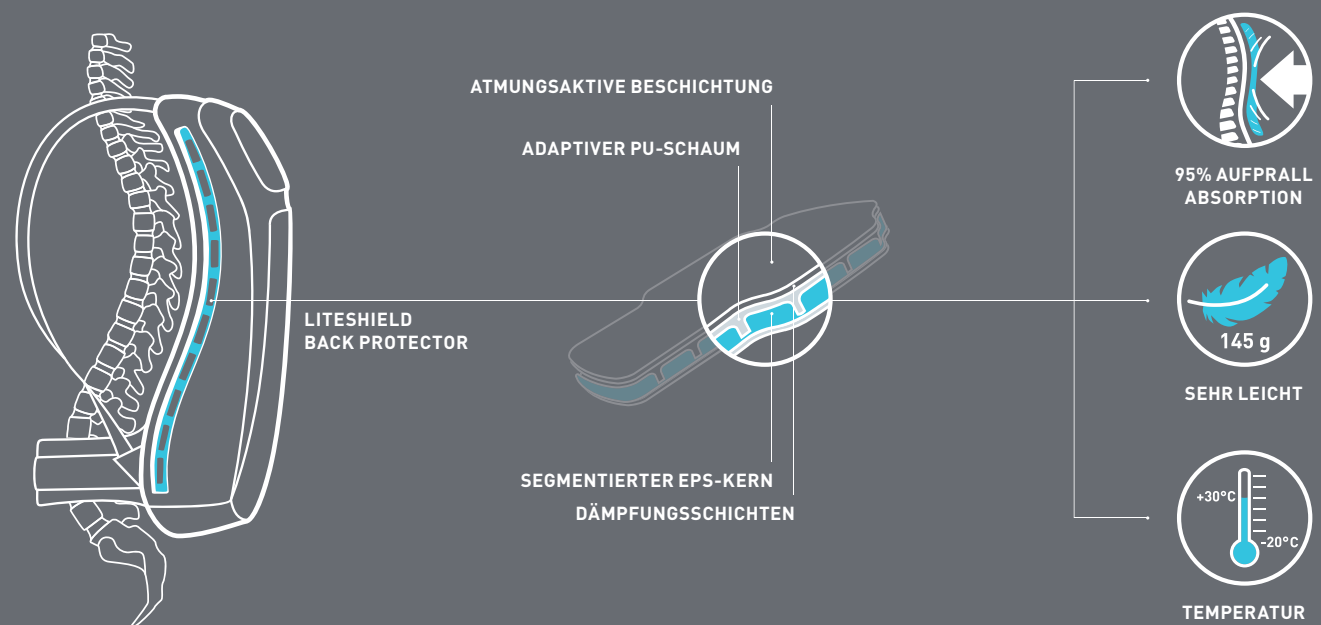 ATMUNGSAKTIVE BESCHICHTUNG
ADAPTIVER PU-SCHAUM
LITESHIELD
BACK PROTECTOR
SEGMENTIERTER EPS-KERN
DÄMPFUNGSSCHICHTEN
95% AUFPRALL
ABSORPTION
145 g
SEHR LEICHT
+30°C
-20°C
TEMPERATUR